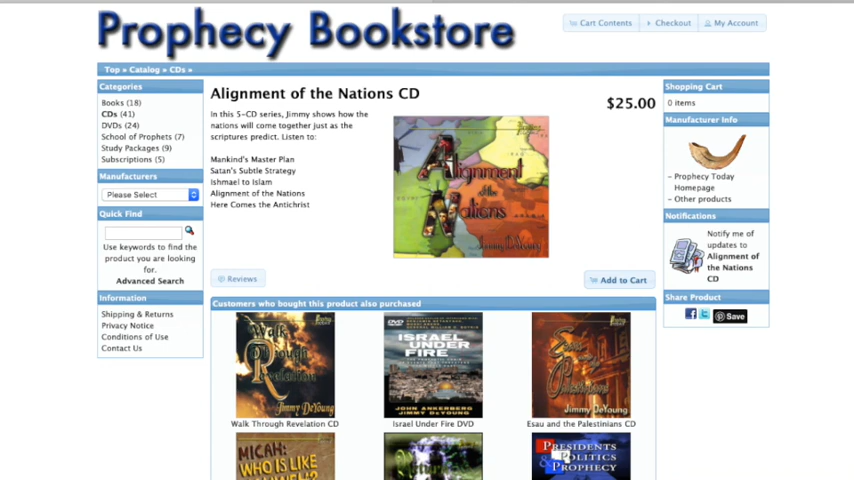 Prophecy Bookstore
Cart Contents
Checkout
My Account
Top » Catalog » CDs »
Categories
Books (18)
CDs (41)
DVDs (24)
School of Prophets (7)
Study Packages (9)
Subscriptions (5)
Manufacturers
Please Select
Quick Find
Use keywords to find the
product you are looking
for.
Advanced Search
Information
Shipping & Returns
Privacy Notice
Conditions of Use
Contact Us
Alignment of the Nations CD
$25.00
In this 5-CD series, Jimmy shows how the
nations will come together just as the
scriptures predict. Listen to:
Mankind's Master Plan
Satan's Subtle Strategy
Ishmael to Islam
Alignment of the Nations
Here Comes the Antichrist
Alignment
of the
Nations
Jimmy DeYoung
Reviews
Add to Cart
Customers who bought this product also purchased
Walk
Through
Revelation
Jimmy DeYoung
Walk Through Revelation CD
DVD
ISRAEL
UNDER
FIRE
JOHN ANKERBERG
JIMMY DE YOUNG
Israel Under Fire DVD
Esau
and the
Palestinians
Jimmy DeYoung
Esau and the Palestinians CD
MICAH:
WHO IS LIKE
PRESIDENTS
POLITICS
& PROPHECY
Shopping Cart
0 items
Manufacturer Info
- Prophecy Today
Homepage
- Other products
Notifications
Notify me of
updates to
Alignment of
the Nations
CD
Share Product
Save